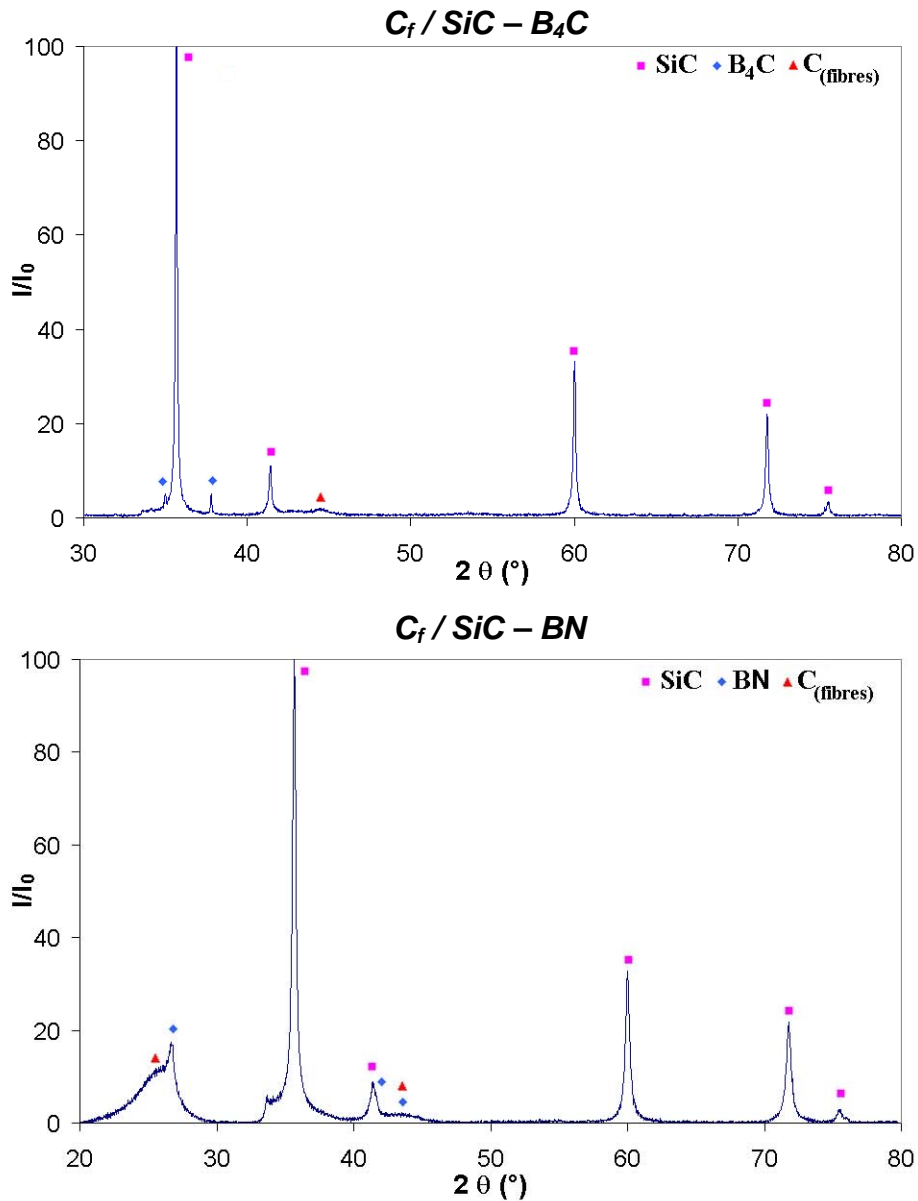 C_f / SiC – B₄C
100
■ SiC ◆ B₄C ▲ C(fibres)
80
60
I/I₀
40
20
0
30 40 50 60 70 80
2 θ (°)
C_f / SiC – BN
100
■ SiC ◆ BN ▲ C(fibres)
80
60
I/I₀
40
20
0
20 30 40 50 60 70 80
2 θ (°)